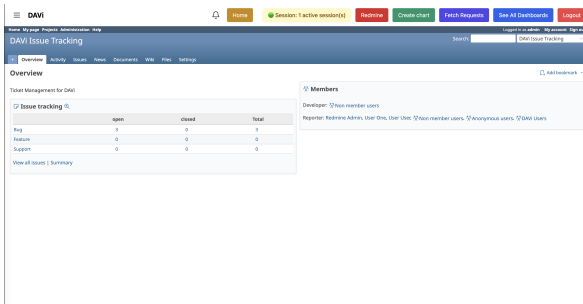 DAVi
Home
Session: 1 active session(s)
Redmine
Create chart
Fetch Requests
See All Dashboards
Logout
Home My page Projects Administration Help
Logged in as admin My account Sign
DAVi Issue Tracking
Search:
DAVi Issue Tracking
+ Overview Activity Issues News Documents Wiki Files Settings
Overview
Add bookmark
Ticket Management for DAVi
Issue tracking
open closed Total
Bug 3 0 3
Feature 0 0 0
Support 0 0 0
View all issues | Summary
Members
Developer: Non member users
Reporter: Redmine Admin, User One, User User, Non member users, Anonymous users, DAVi Users